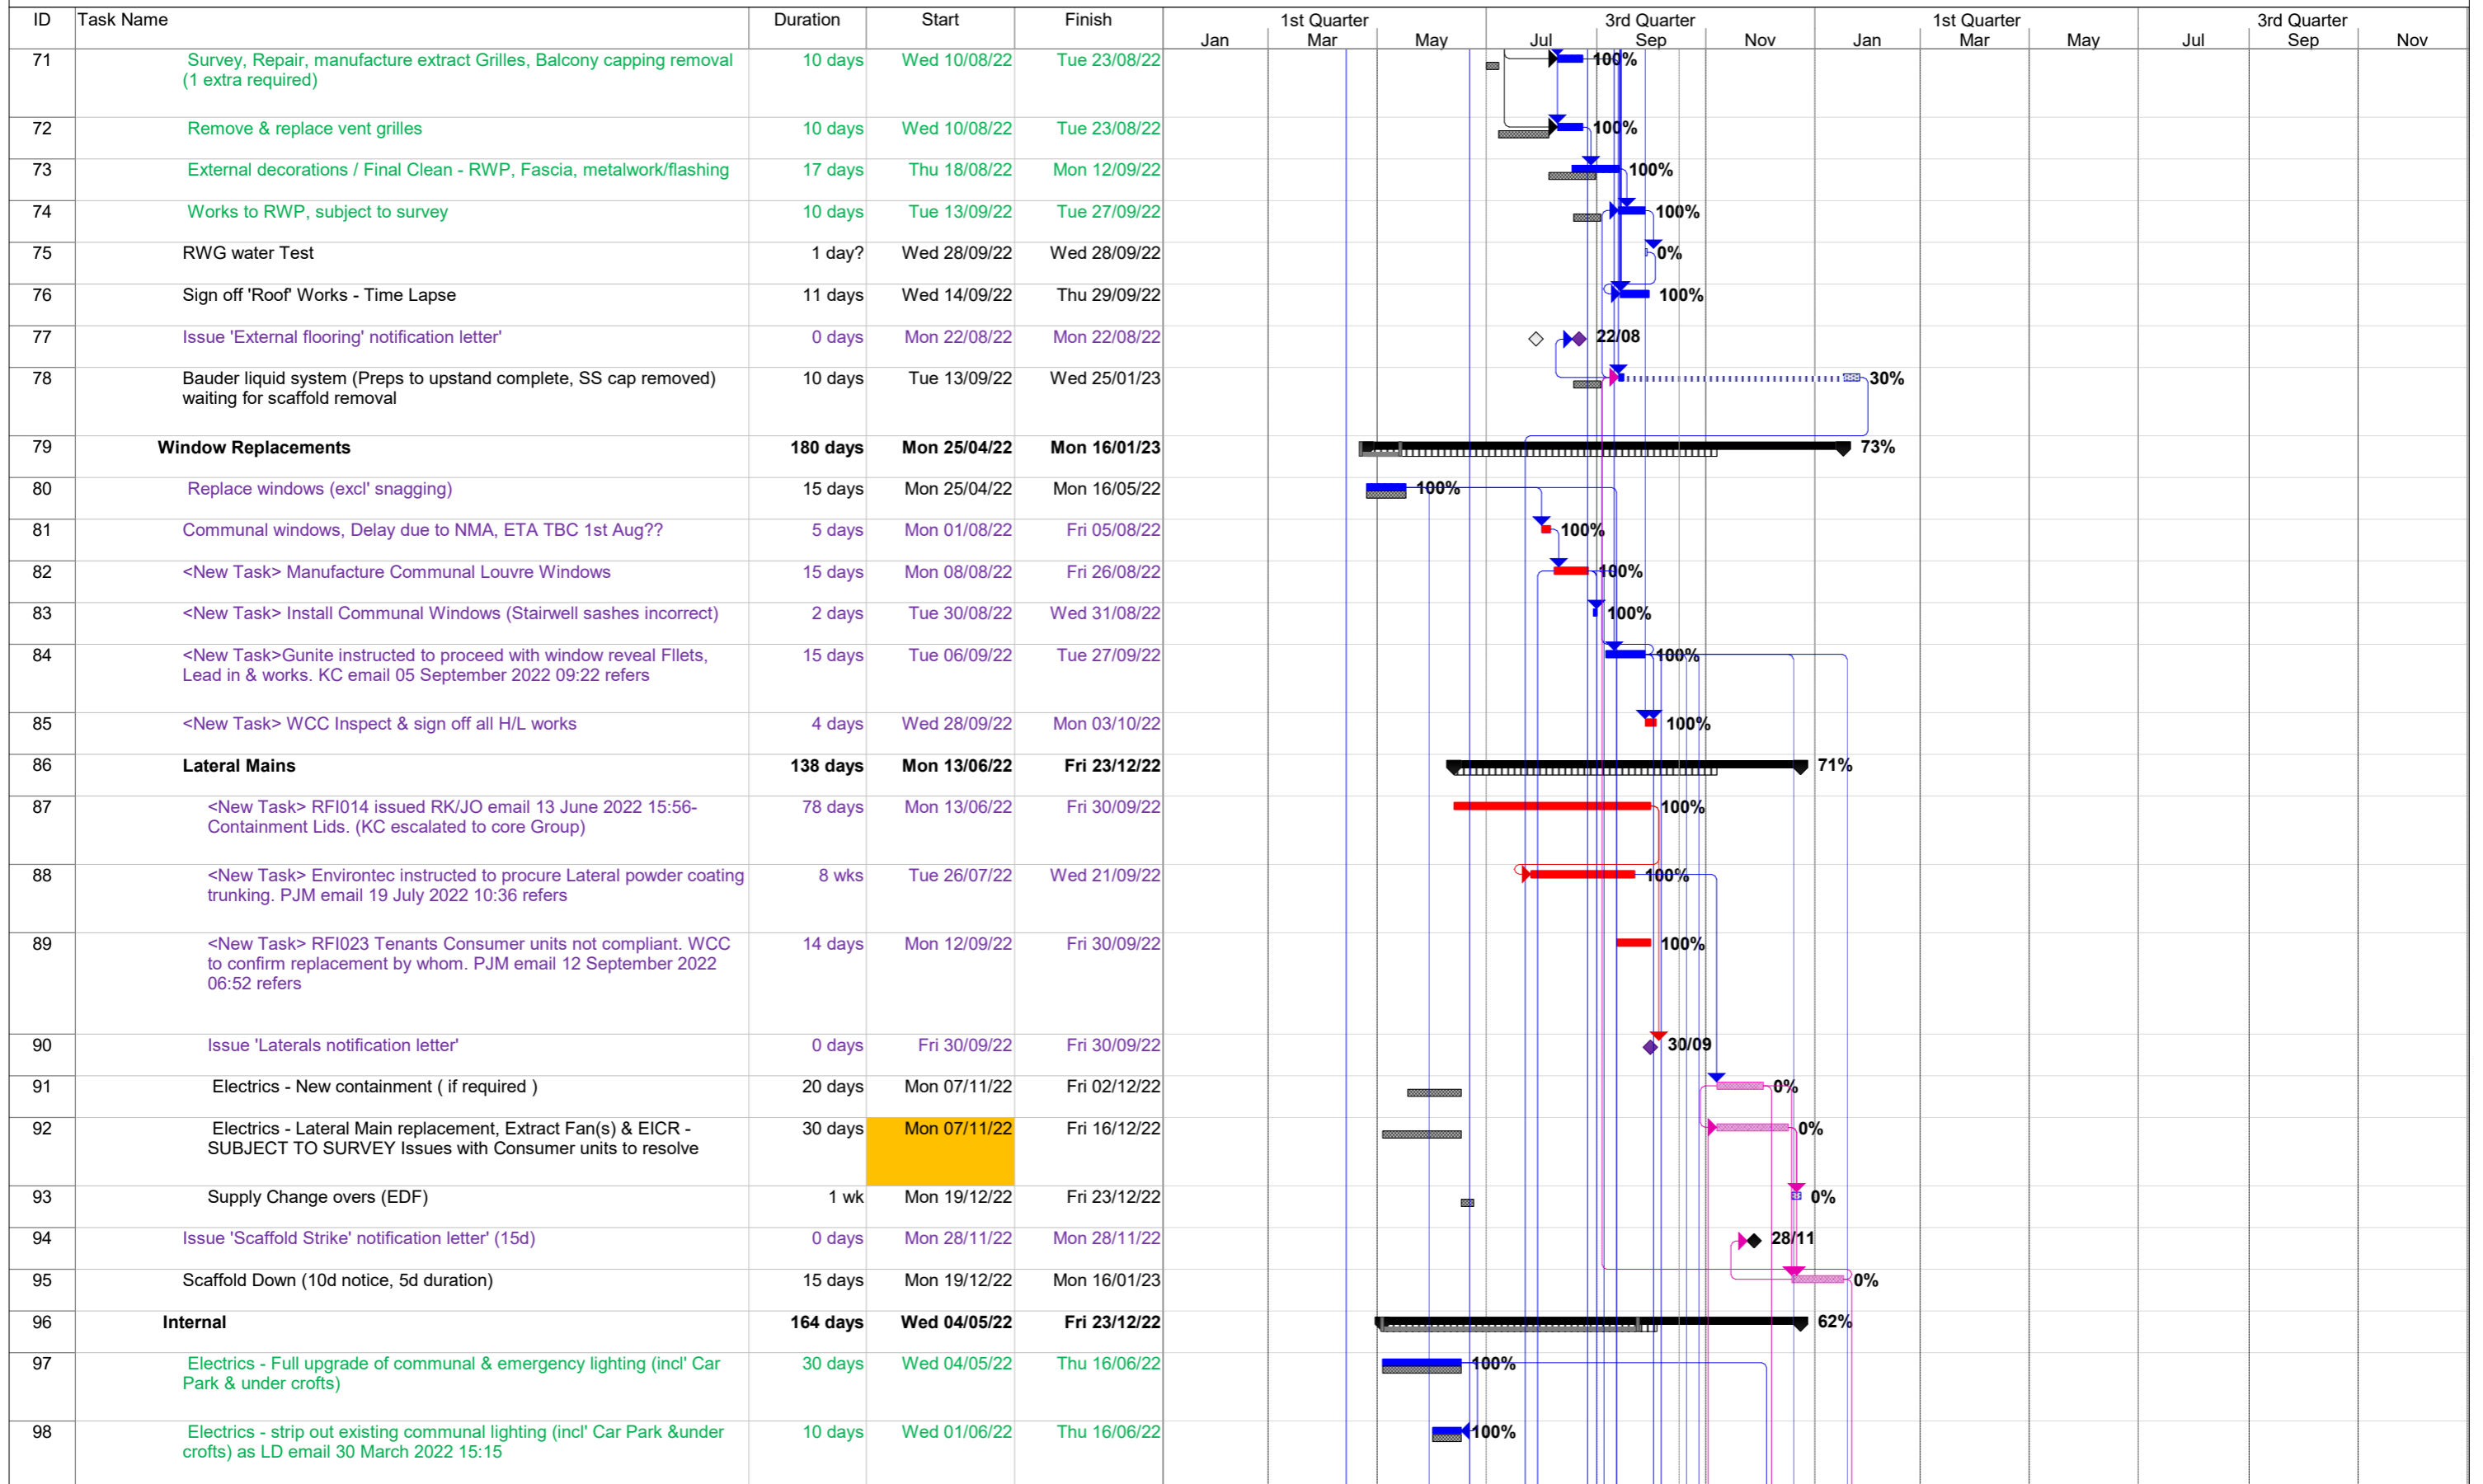 ID Task Name Duration Start Finish 1st Quarter 3rd Quarter 1st Quarter 3rd Quarter
Jan Mar May Jul Sep Nov Jan Mar May Jul Sep Nov
71 Survey, Repair, manufacture extract Grilles, Balcony capping removal 10 days Wed 10/08/22 Tue 23/08/22 100%
(1 extra required)
72 Remove & replace vent grilles 10 days Wed 10/08/22 Tue 23/08/22 100%
73 External decorations / Final Clean - RWP, Fascia, metalwork/flashing 17 days Thu 18/08/22 Mon 12/09/22 100%
74 Works to RWP, subject to survey 10 days Tue 13/09/22 Tue 27/09/22 100%
75 RWG water Test 1 day? Wed 28/09/22 Wed 28/09/22 0%
76 Sign off 'Roof' Works - Time Lapse 11 days Wed 14/09/22 Thu 29/09/22 100%
77 Issue 'External flooring' notification letter' 0 days Mon 22/08/22 Mon 22/08/22 22/08
78 Bauder liquid system (Preps to upstand complete, SS cap removed) 10 days Tue 13/09/22 Wed 25/01/23 30%
waiting for scaffold removal
79 Window Replacements 180 days Mon 25/04/22 Mon 16/01/23 73%
80 Replace windows (excl' snagging) 15 days Mon 25/04/22 Mon 16/05/22 100%
81 Communal windows, Delay due to NMA, ETA TBC 1st Aug?? 5 days Mon 01/08/22 Fri 05/08/22 100%
82 <New Task> Manufacture Communal Louvre Windows 15 days Mon 08/08/22 Fri 26/08/22 100%
83 <New Task> Install Communal Windows (Stairwell sashes incorrect) 2 days Tue 30/08/22 Wed 31/08/22 100%
84 <New Task>Gunite instructed to proceed with window reveal FIlets, 15 days Tue 06/09/22 Tue 27/09/22 100%
Lead in & works. KC email 05 September 2022 09:22 refers
85 <New Task> WCC Inspect & sign off all H/L works 4 days Wed 28/09/22 Mon 03/10/22 100%
86 Lateral Mains 138 days Mon 13/06/22 Fri 23/12/22 71%
87 <New Task> RFI014 issued RK/JO email 13 June 2022 15:56- 78 days Mon 13/06/22 Fri 30/09/22 100%
Containment Lids. (KC escalated to core Group)
88 <New Task> Environtec instructed to procure Lateral powder coating 8 wks Tue 26/07/22 Wed 21/09/22 100%
trunking. PJM email 19 July 2022 10:36 refers
89 <New Task> RFI023 Tenants Consumer units not compliant. WCC 14 days Mon 12/09/22 Fri 30/09/22 100%
to confirm replacement by whom. PJM email 12 September 2022
06:52 refers
90 Issue 'Laterals notification letter' 0 days Fri 30/09/22 Fri 30/09/22 30/09
91 Electrics - New containment ( if required ) 20 days Mon 07/11/22 Fri 02/12/22 0%
92 Electrics - Lateral Main replacement, Extract Fan(s) & EICR - 30 days Mon 07/11/22 Fri 16/12/22 0%
SUBJECT TO SURVEY Issues with Consumer units to resolve
93 Supply Change overs (EDF) 1 wk Mon 19/12/22 Fri 23/12/22 0%
94 Issue 'Scaffold Strike' notification letter' (15d) 0 days Mon 28/11/22 Mon 28/11/22 28/11
95 Scaffold Down (10d notice, 5d duration) 15 days Mon 19/12/22 Mon 16/01/23 0%
96 Internal 164 days Wed 04/05/22 Fri 23/12/22 62%
97 Electrics - Full upgrade of communal & emergency lighting (incl' Car 30 days Wed 04/05/22 Thu 16/06/22 100%
Park & under crofts)
98 Electrics - strip out existing communal lighting (incl' Car Park &under 10 days Wed 01/06/22 Thu 16/06/22 100%
crofts) as LD email 30 March 2022 15:15